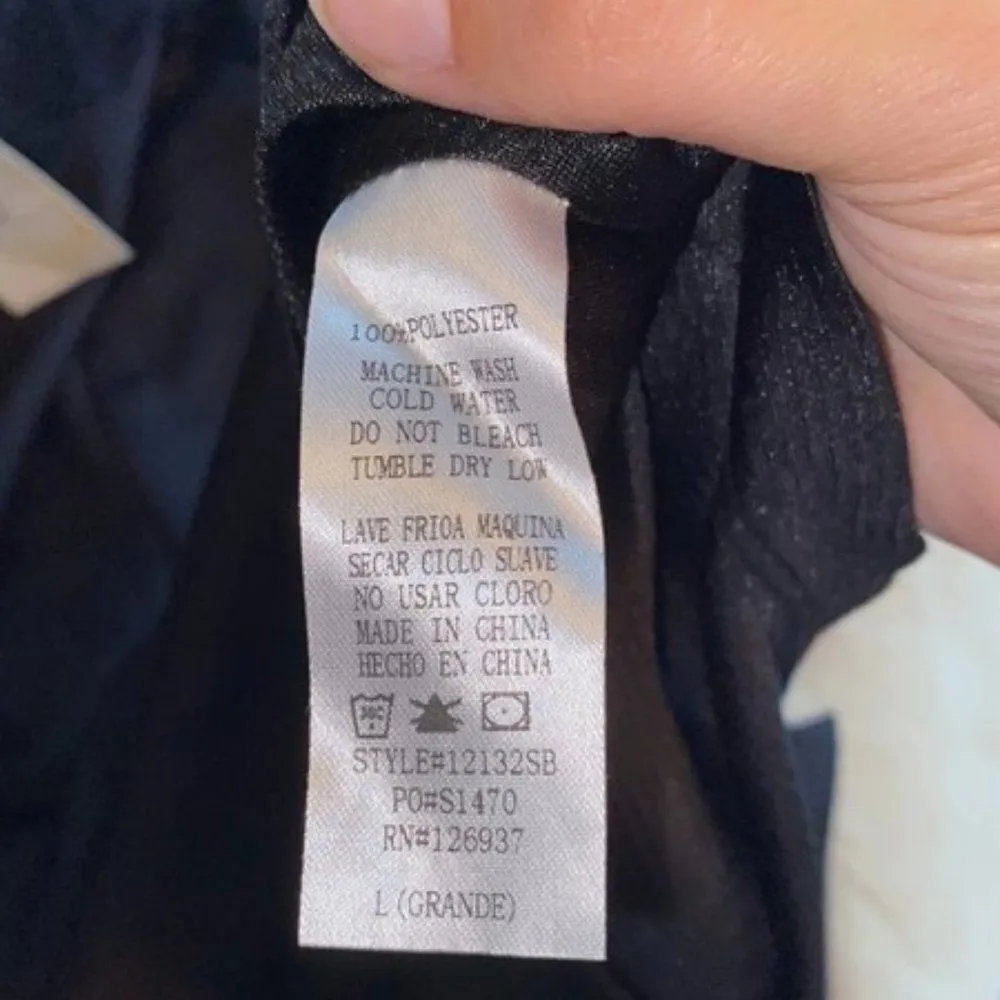 100%POLYESTER
MACHINE WASH
COLD WATER
DO NOT BLEACH
TUMBLE DRY LOW
LAVE FRIOA MAQUINA
SECAR CICLO SUAVE
NO USAR CLORO
MADE IN CHINA
HECHO EN CHINA
30C
STYLE#12132SB
PO#S1470
RN#126937
L (GRANDE)